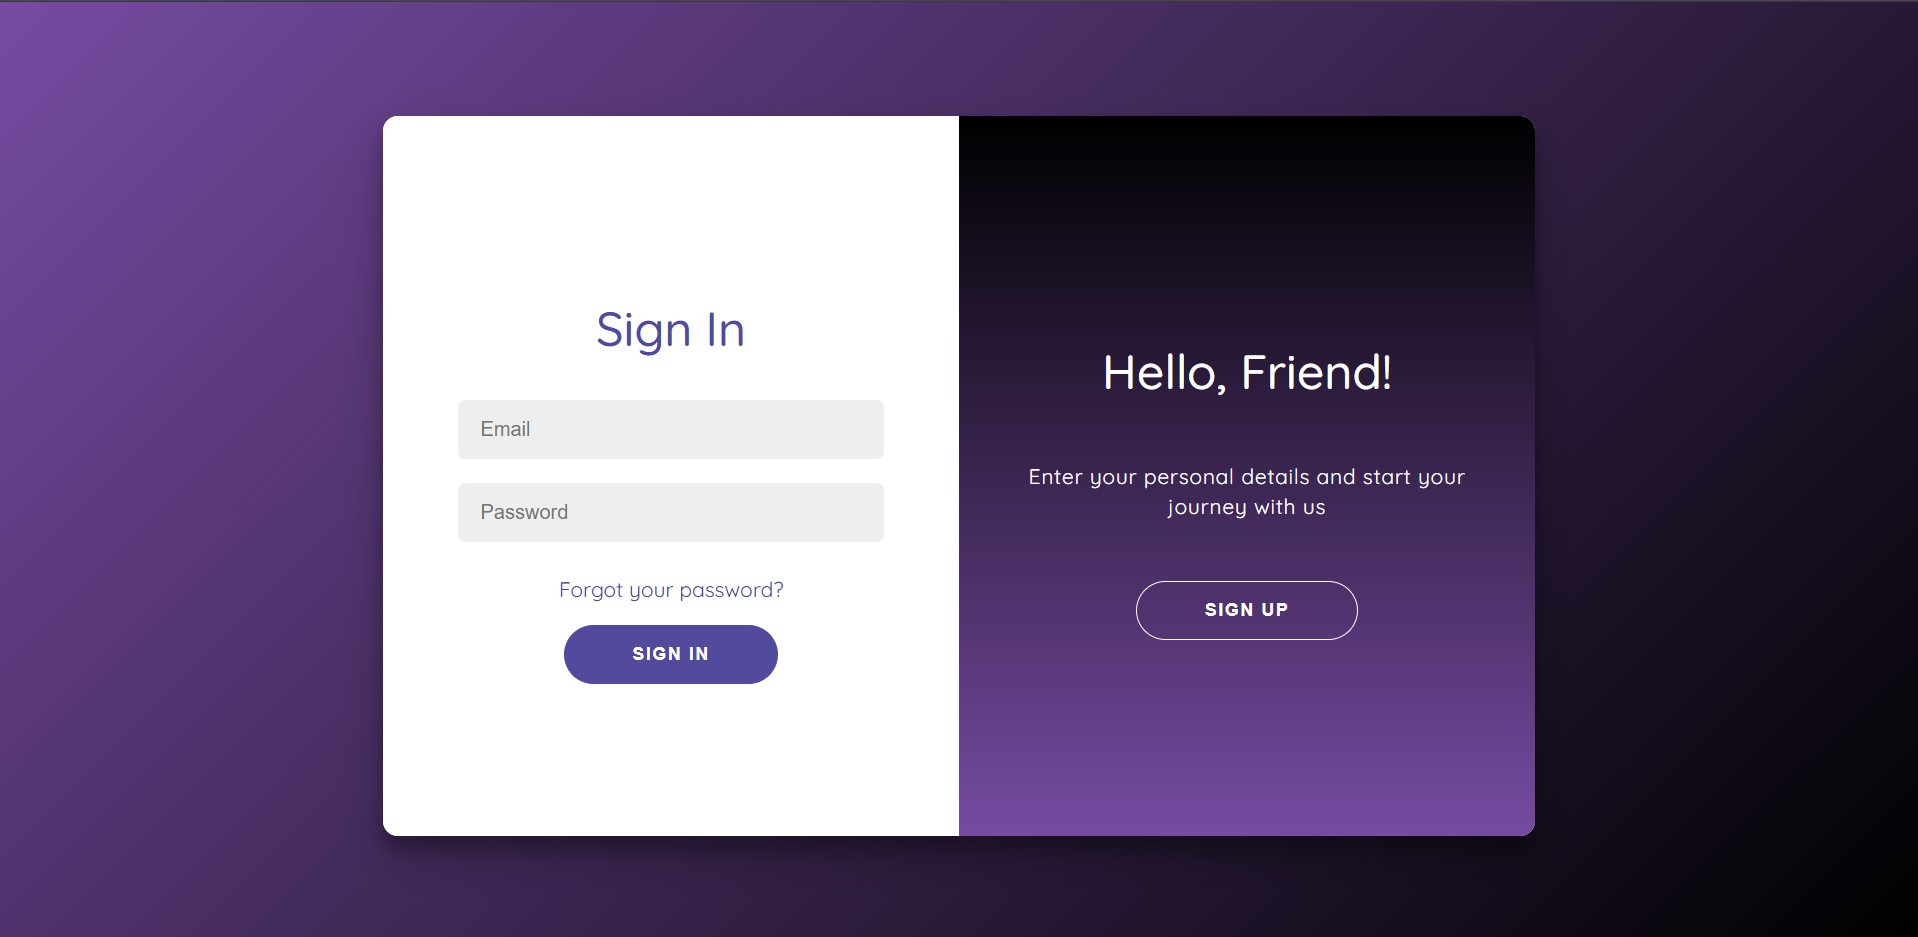 Sign In
Email
Password
Forgot your password?
SIGN IN
Hello, Friend!
Enter your personal details and start your
journey with us
SIGN UP